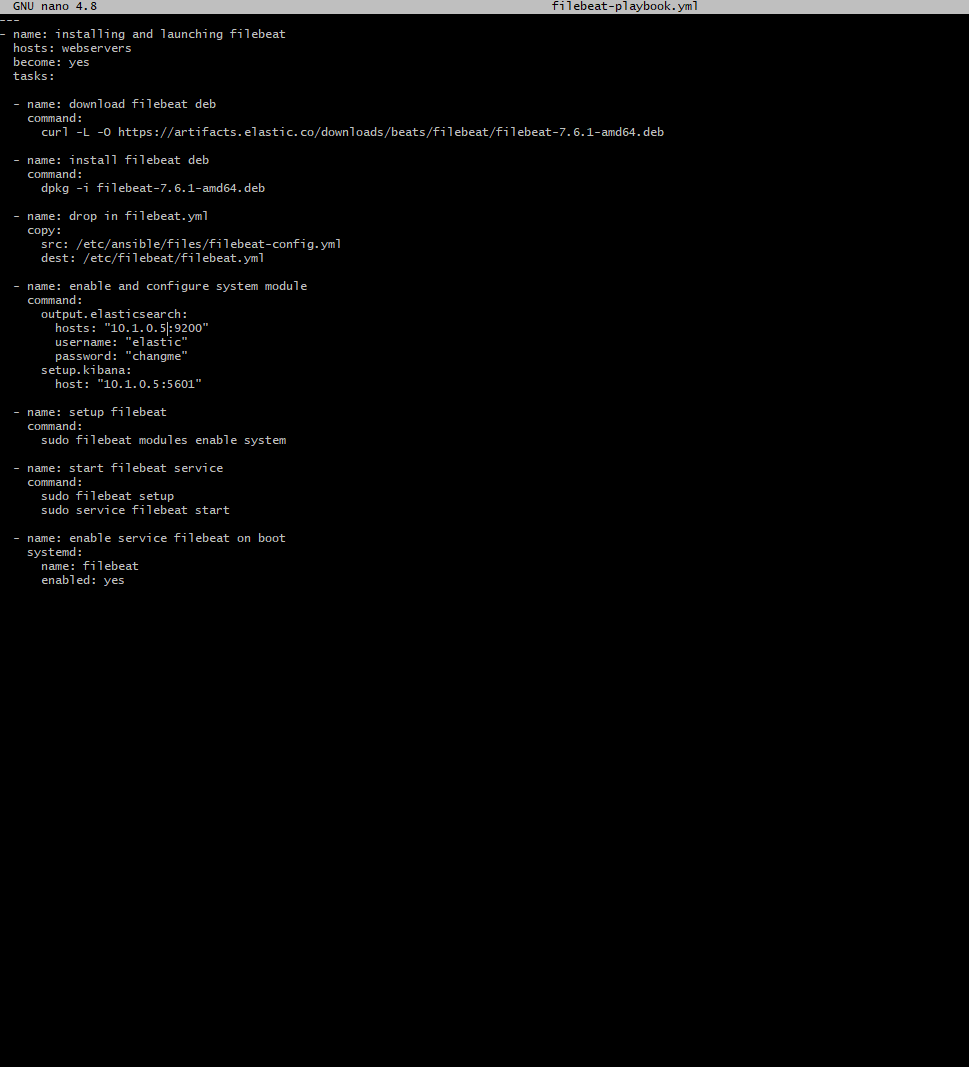 GNU nano 4.8 filebeat-playbook.yml
---
- name: installing and launching filebeat
  hosts: webservers
  become: yes
  tasks:

  - name: download filebeat deb
    command:
      curl -L -O https://artifacts.elastic.co/downloads/beats/filebeat/filebeat-7.6.1-amd64.deb

  - name: install filebeat deb
    command:
      dpkg -i filebeat-7.6.1-amd64.deb

  - name: drop in filebeat.yml
    copy:
      src: /etc/ansible/files/filebeat-config.yml
      dest: /etc/filebeat/filebeat.yml

  - name: enable and configure system module
    command:
      output.elasticsearch:
        hosts: "10.1.0.5:9200"
        username: "elastic"
        password: "changme"
      setup.kibana:
        host: "10.1.0.5:5601"

  - name: setup filebeat
    command:
      sudo filebeat modules enable system

  - name: start filebeat service
    command:
      sudo filebeat setup
      sudo service filebeat start

  - name: enable service filebeat on boot
    systemd:
      name: filebeat
      enabled: yes